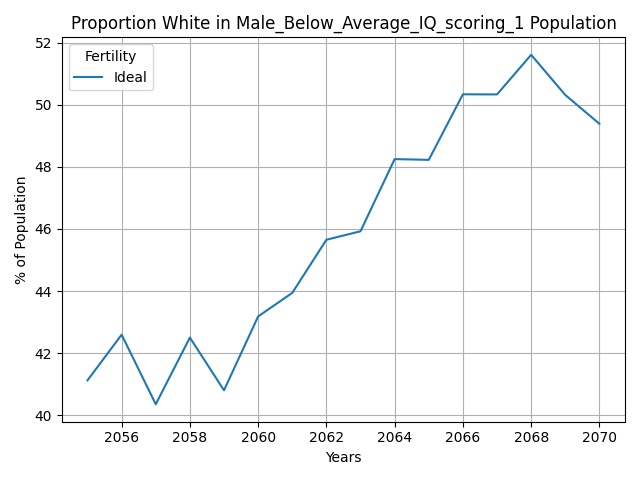 Proportion White in Male_Below_Average_IQ_scoring_1 Population
Fertility
Ideal
% of Population
52
50
48
46
44
42
40
2056 2058 2060 2062 2064 2066 2068 2070
Years